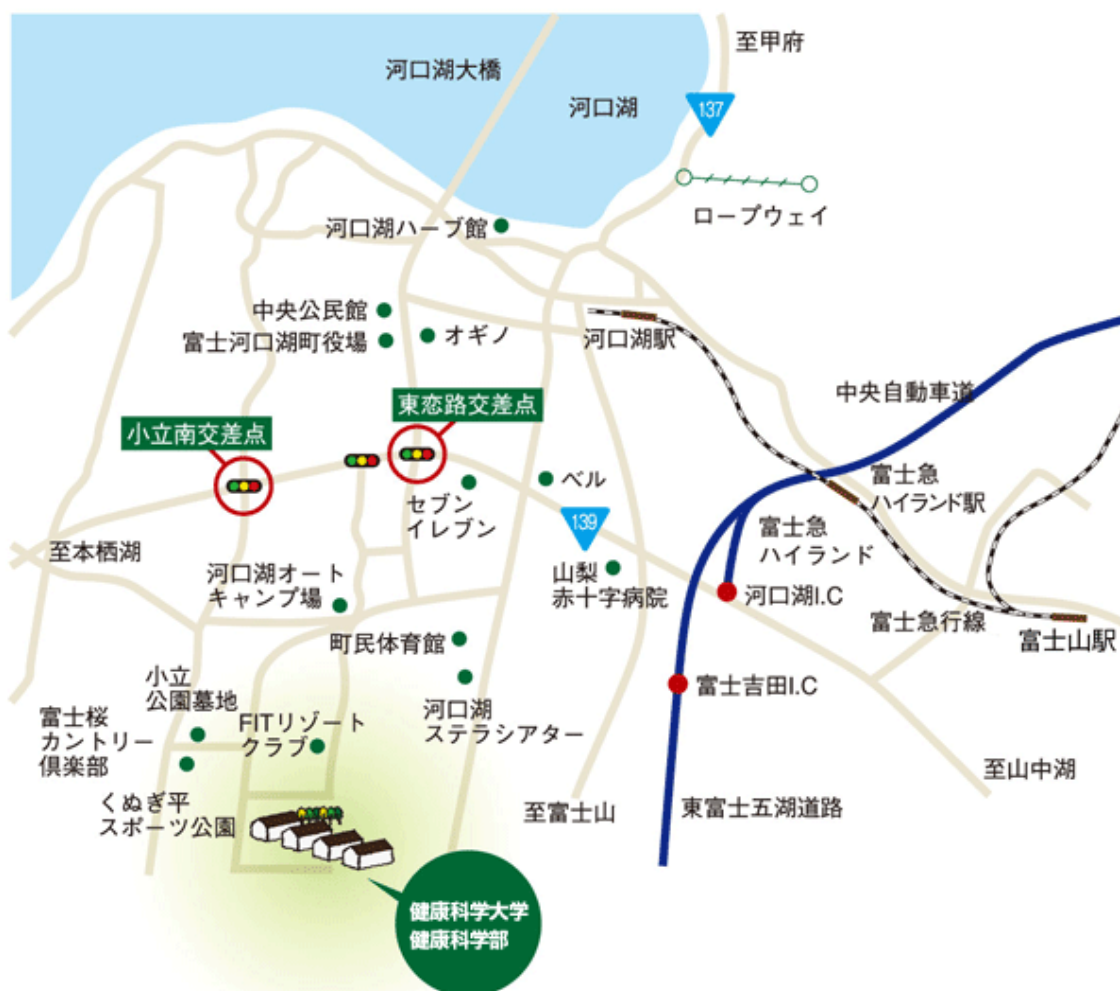 至甲府
河口湖大橋
河口湖
137
ロープウェイ
河口湖ハーブ館
中央公民館
富士河口湖町役場
オギノ
河口湖駅
中央自動車道
東恋路交差点
小立南交差点
セブン
イレブン
ベル
139
富士急
ハイランド駅
富士急
ハイランド
至本栖湖
河口湖オート
キャンプ場
山梨
赤十字病院
河口湖I.C
富士急行線
富士山駅
町民体育館
小立
公園墓地
富士吉田I.C
河口湖
ステラシアター
FITリゾート
クラブ
富士桜
カントリー
倶楽部
至山中湖
くぬぎ平
スポーツ公園
至富士山
東富士五湖道路
健康科学大学
健康科学部